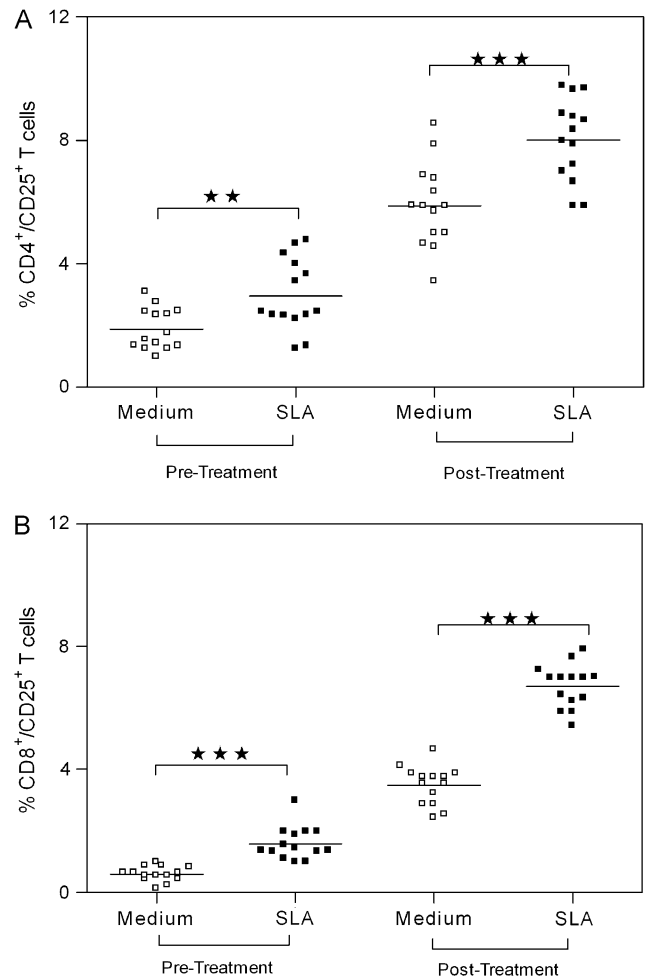 A
12
★ ★ ★
8
★ ★
4
0
% CD4⁺/CD25⁺ T cells
Medium SLA Medium SLA
Pre-Treatment Post-Treatment
B
12
★ ★ ★
8
★ ★ ★
4
0
% CD8⁺/CD25⁺ T cells
Medium SLA Medium SLA
Pre-Treatment Post-Treatment